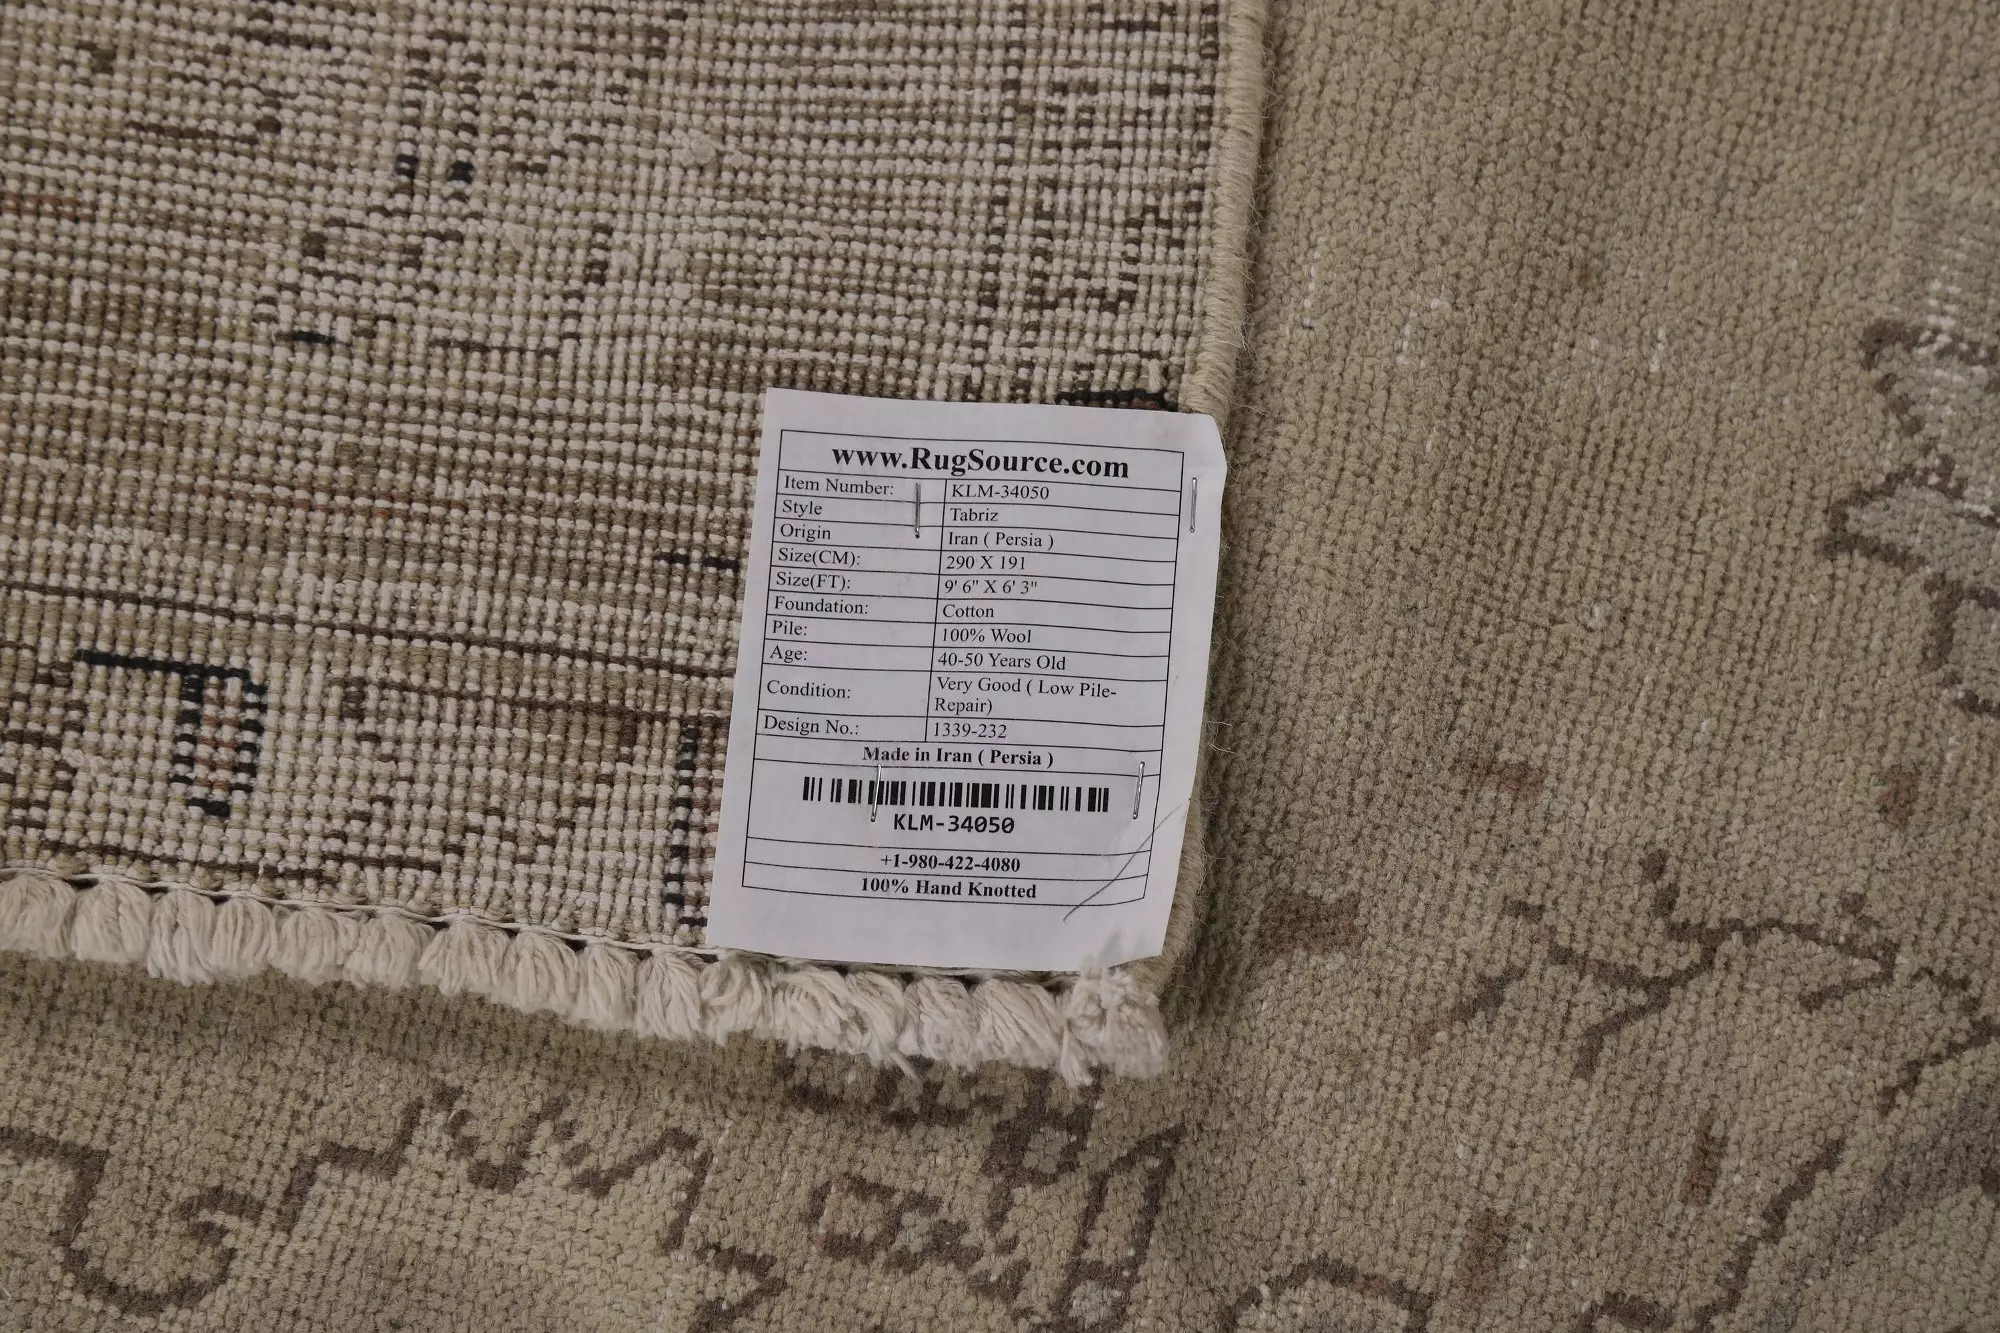 www.RugSource.com
Item Number: KLM-34050
Style Tabriz
Origin Iran ( Persia )
Size(CM): 290 X 191
Size(FT): 9' 6" X 6' 3"
Foundation: Cotton
Pile: 100% Wool
Age: 40-50 Years Old
Condition: Very Good ( Low Pile-
Repair)
Design No.: 1339-232
Made in Iran ( Persia )
KLM-34050
+1-980-422-4080
100% Hand Knotted